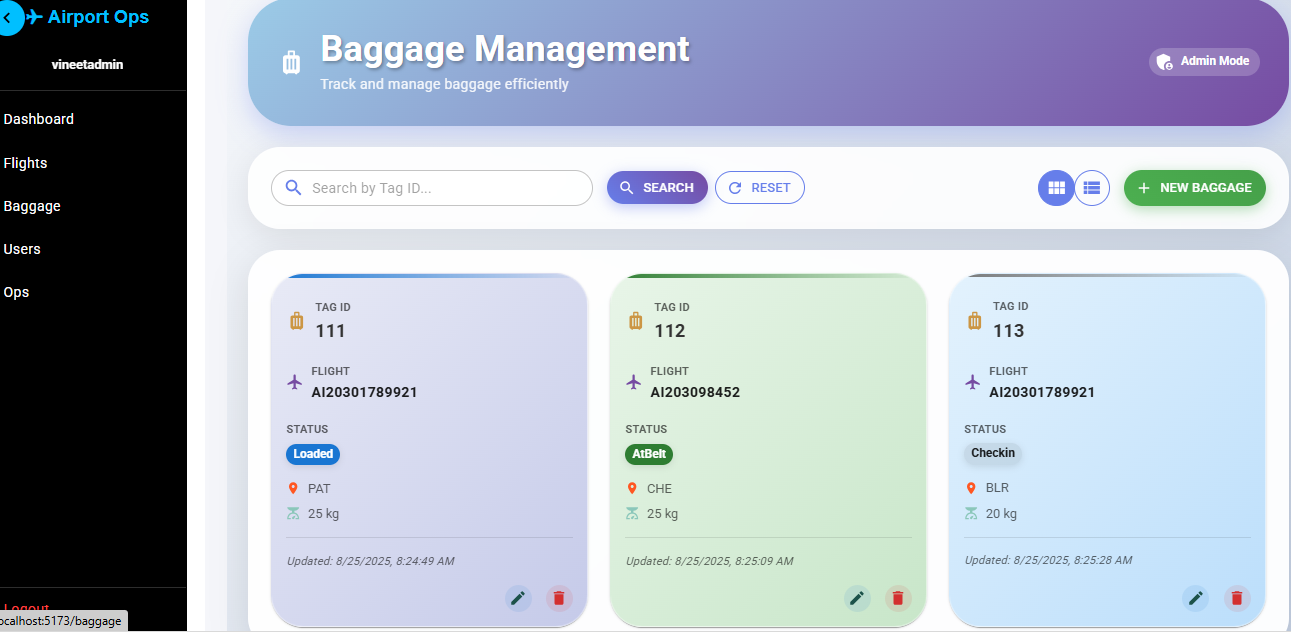 Airport Ops
vineetadmin
Dashboard
Flights
Baggage
Users
Ops
Logout
ocalhost:5173/baggage
Baggage Management
Track and manage baggage efficiently
Admin Mode
Search by Tag ID...
SEARCH
RESET
NEW BAGGAGE
TAG ID
111
FLIGHT
AI20301789921
STATUS
Loaded
PAT
25 kg
Updated: 8/25/2025, 8:24:49 AM
TAG ID
112
FLIGHT
AI203098452
STATUS
AtBelt
CHE
25 kg
Updated: 8/25/2025, 8:25:09 AM
TAG ID
113
FLIGHT
AI20301789921
STATUS
Checkin
BLR
20 kg
Updated: 8/25/2025, 8:25:28 AM